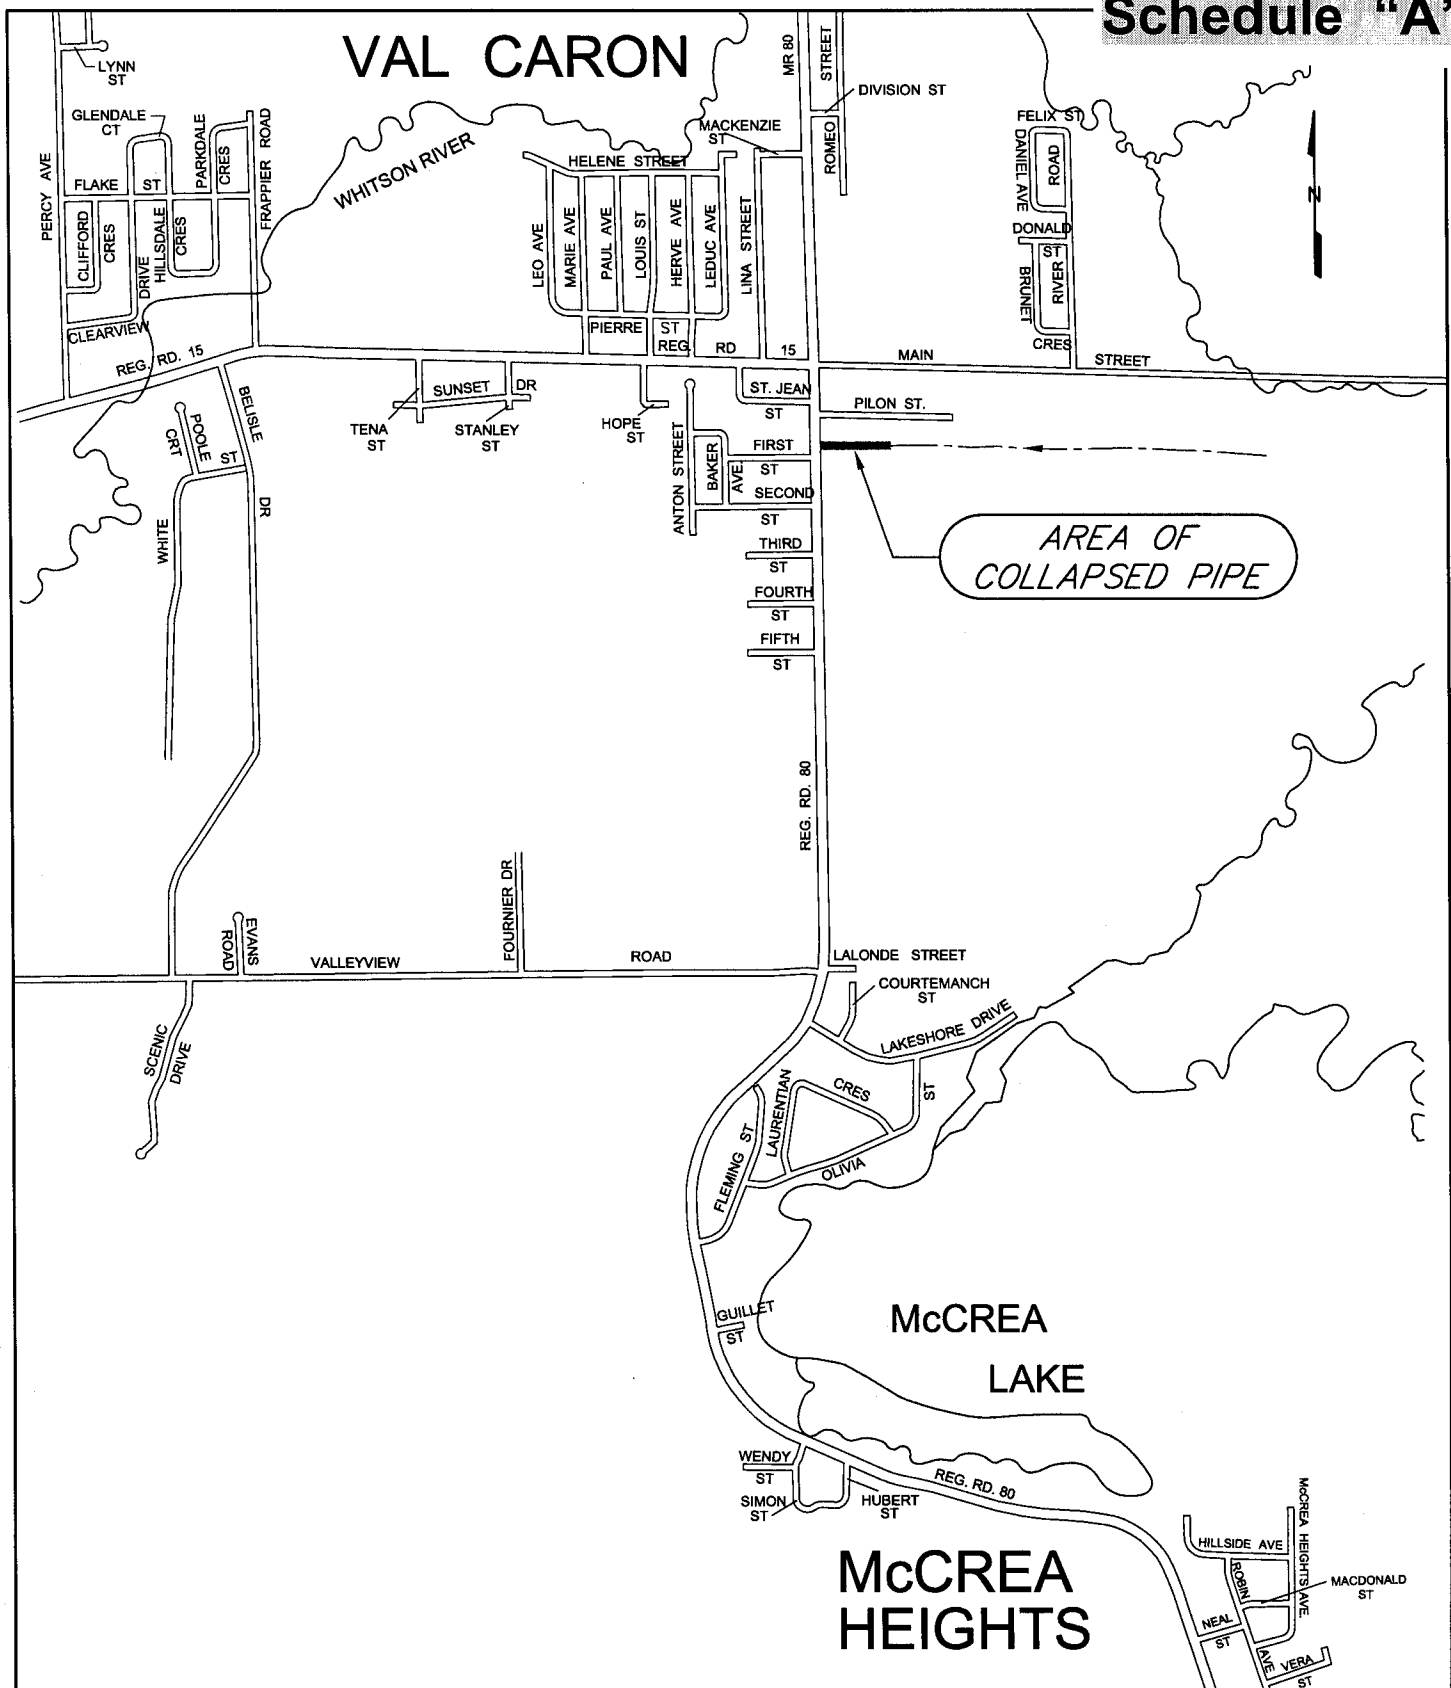 Schedule "A"
VAL CARON
LYNN
ST
GLENDALE
CT
PARKDALE
CRES
FRAPPIER ROAD
PERCY AVE
FLAKE ST
CLIFFORD
CRES
DRIVE
HILLSDALE
CRES
CLEARVIEW
REG. RD. 15
WHITSON RIVER
MACKENZIE
ST
HELENE STREET
LEO AVE
MARIE AVE
PAUL AVE
LOUIS ST
HERVE AVE
LEDUC AVE
LINA STREET
PIERRE ST
REG. RD 15
MR 80
STREET
ROMEO
DIVISION ST
FELIX ST
DANIEL AVE
ROAD
DONALD
ST
BRUNET
RIVER
CRES
N
MAIN STREET
BELISLE
DR
POOLE
CRT
ST
WHITE
TENA
ST
SUNSET DR
STANLEY
ST
HOPE
ST
ANTON STREET
BAKER
AVE.
ST. JEAN
ST
PILON ST.
FIRST
ST
SECOND
ST
THIRD
ST
FOURTH
ST
FIFTH
ST
AREA OF
COLLAPSED PIPE
REG. RD. 80
EVANS
ROAD
VALLEYVIEW ROAD
FOURNIER DR
LALONDE STREET
COURTEMANCH
ST
SCENIC
DRIVE
LAKESHORE DRIVE
LAURENTIAN
CRES
ST
FLEMING ST
OLIVIA
GUILLET
ST
McCREA
LAKE
WENDY
ST
SIMON
ST
HUBERT
ST
REG. RD. 80
McCREA
HEIGHTS
HILLSIDE AVE
McCREA HEIGHTS AVE.
ROBIN
MACDONALD
ST
NEAL
ST
AVE
VERA
ST